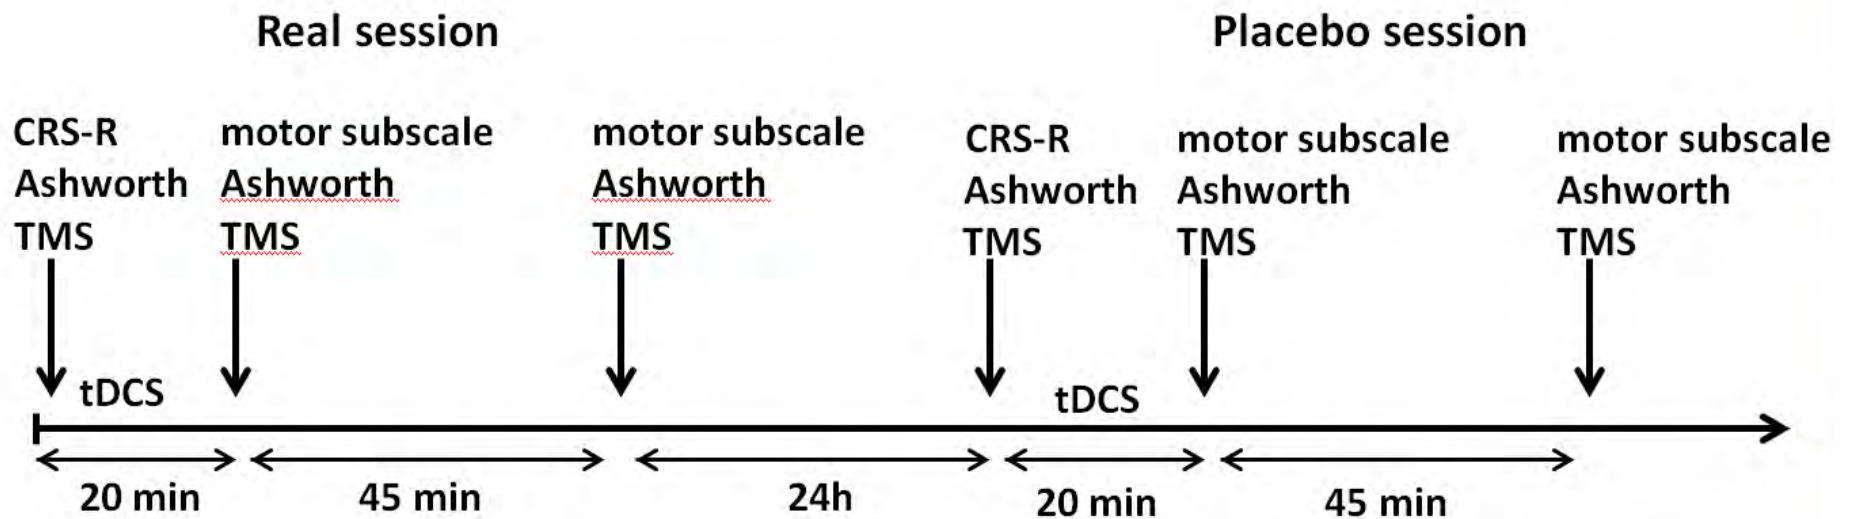 Real session
Placebo session
CRS-R
Ashworth
TMS
motor subscale
Ashworth
TMS
motor subscale
Ashworth
TMS
CRS-R
Ashworth
TMS
motor subscale
Ashworth
TMS
motor subscale
Ashworth
TMS
tDCS
tDCS
20 min
45 min
24h
20 min
45 min